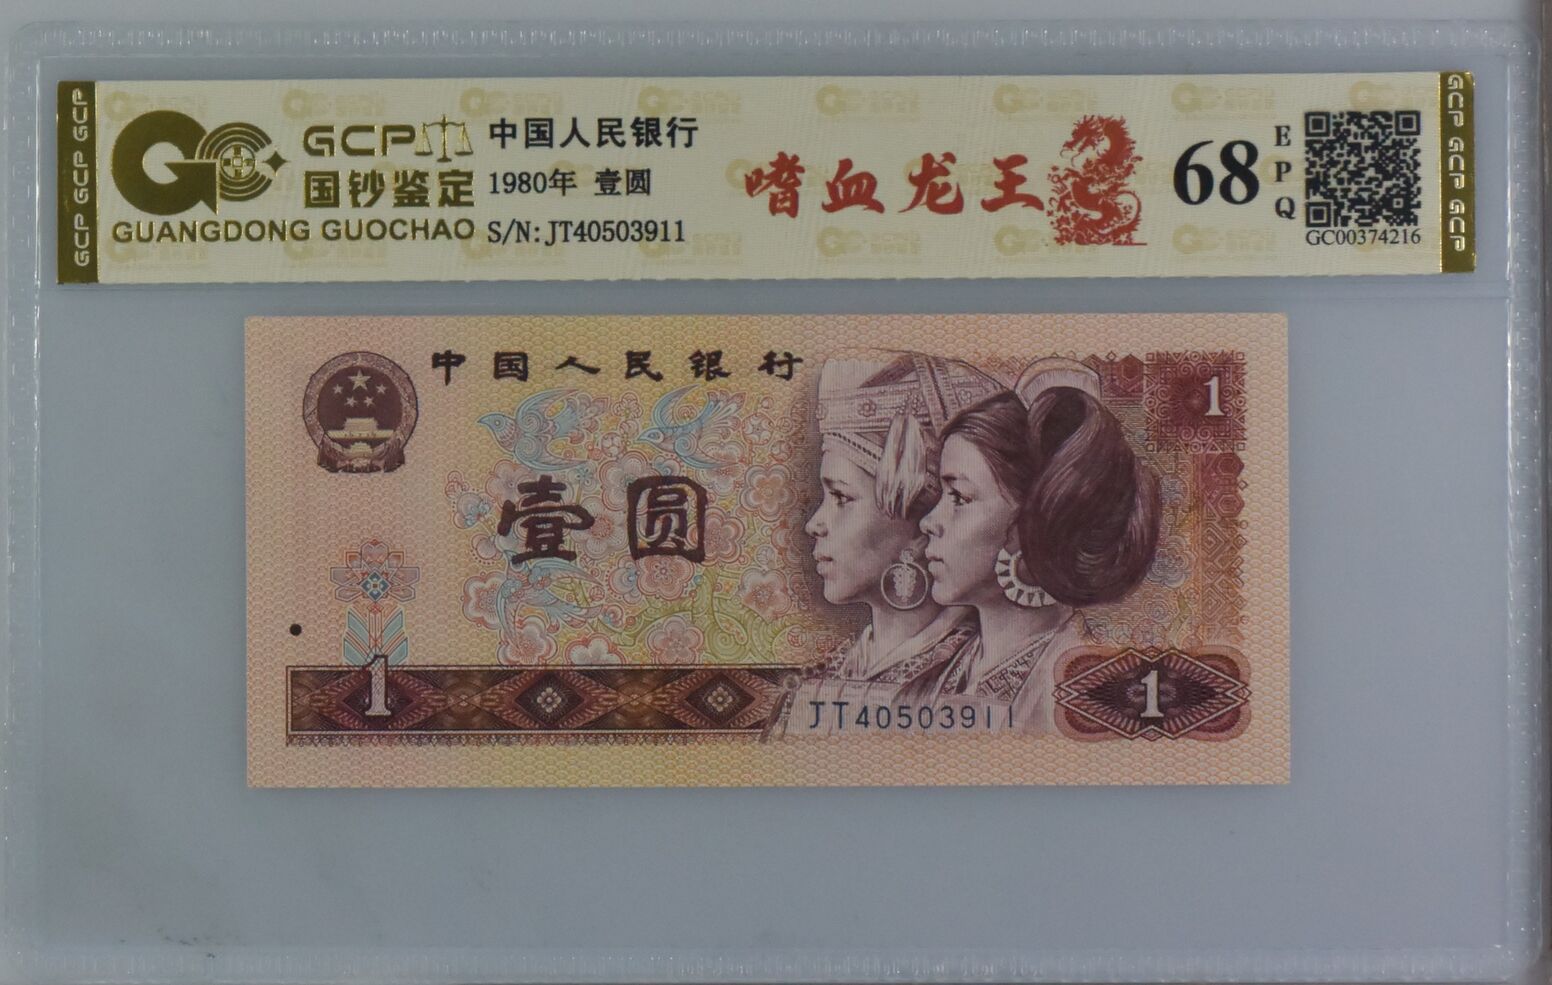 GCP GCP GCP
GCP
国钞鉴定
GUANGDONG GUOCHAO
中国人民银行
1980年 壹圆
S/N: JT40503911
嗜血龙王
68
EPQ
GC00374216
GCP GCP GCP
中国人民银行
1
壹圆
1
JT40503911
1